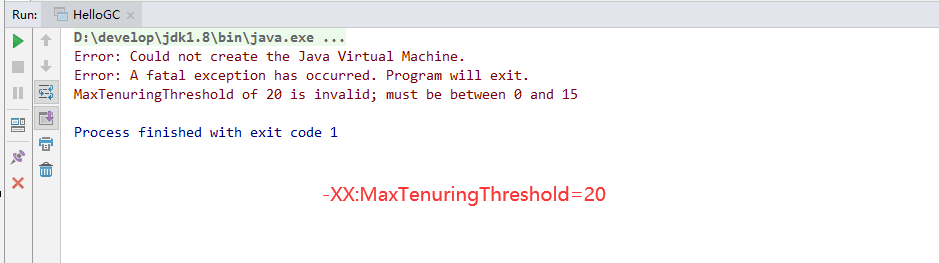 Run: HelloGC
D:\develop\jdk1.8\bin\java.exe ...
Error: Could not create the Java Virtual Machine.
Error: A fatal exception has occurred. Program will exit.
MaxTenuringThreshold of 20 is invalid; must be between 0 and 15
Process finished with exit code 1
-XX:MaxTenuringThreshold=20